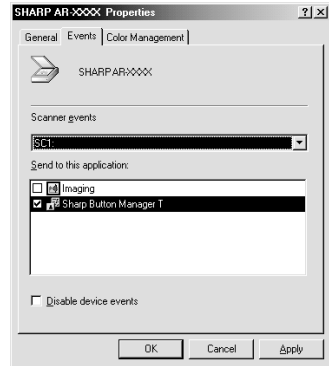 SHARP AR-XXXX Properties
General Events Color Management
SHARP AR-XXXX
Scanner events
SC1:
Send to this application:
Imaging
Sharp Button Manager T
Disable device events
OK Cancel Apply